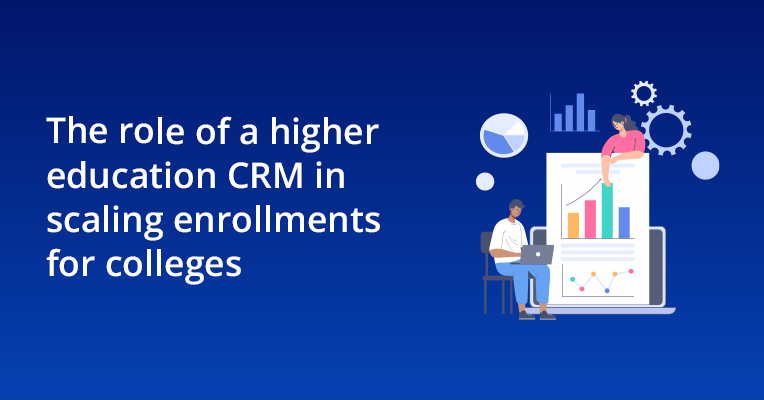 The role of a higher
education CRM in
scaling enrollments
for colleges